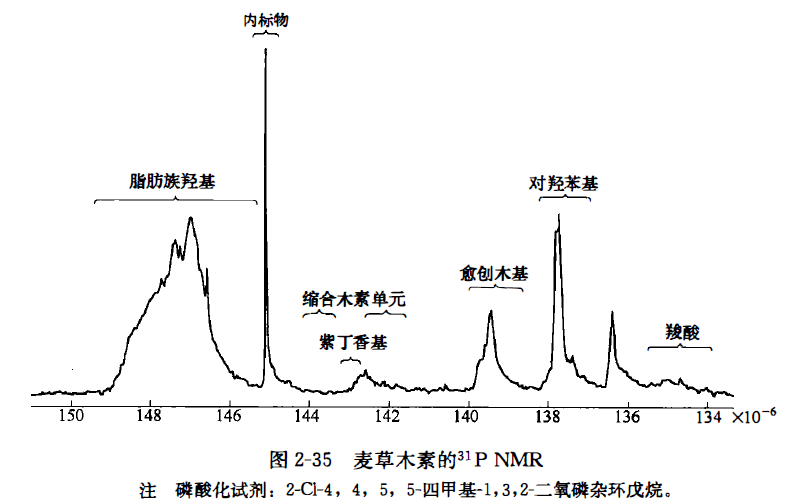 内标物
脂肪族羟基
对羟苯基
愈创木基
缩合木素单元
紫丁香基
羧酸
150 148 146 144 142 140 138 136 134 ×10⁻⁶
图 2-35 麦草木素的³¹P NMR
注 磷酸化试剂：2-Cl-4，4，5，5-四甲基-1,3,2-二氧磷杂环戊烷。